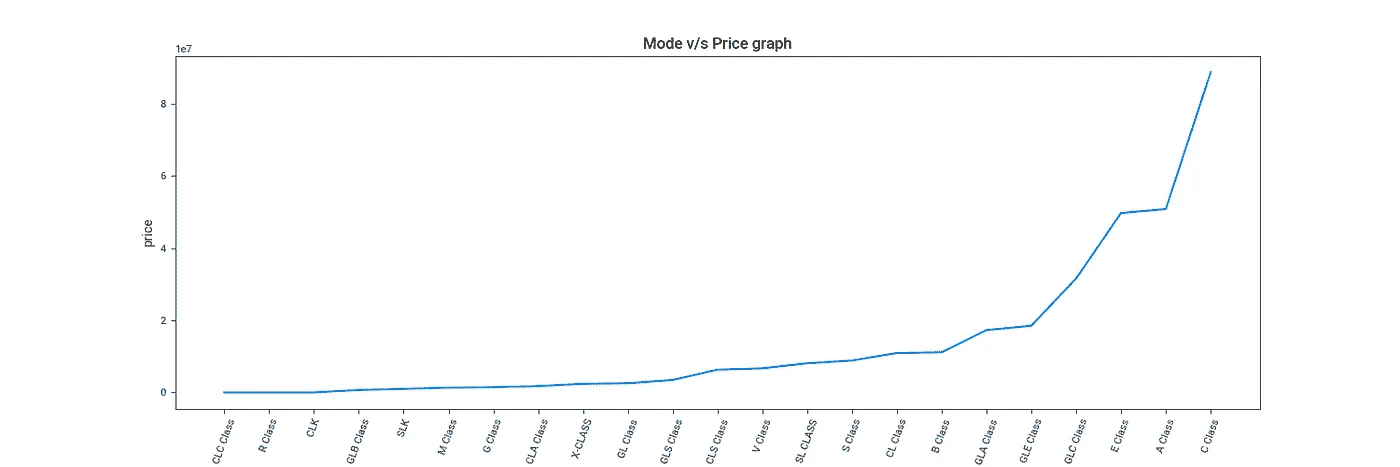 Mode v/s Price graph
1e7
8
6
4
2
0
price
CLC Class
R Class
CLK
GLB Class
SLK
M Class
G Class
CLA Class
X-CLASS
GL Class
GLS Class
CLS Class
V Class
SL CLASS
S Class
CL Class
B Class
GLA Class
GLE Class
GLC Class
E Class
A Class
C Class